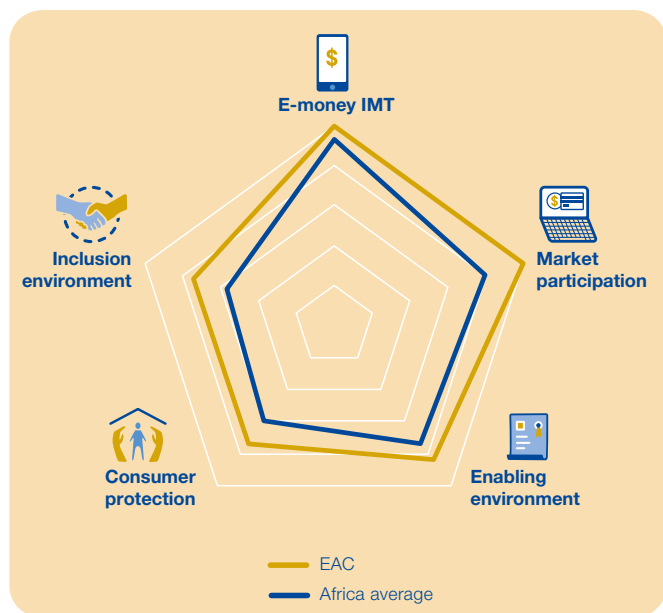 $
E-money IMT
$
Inclusion
environment
Market
participation
Consumer
protection
Enabling
environment
EAC
Africa average